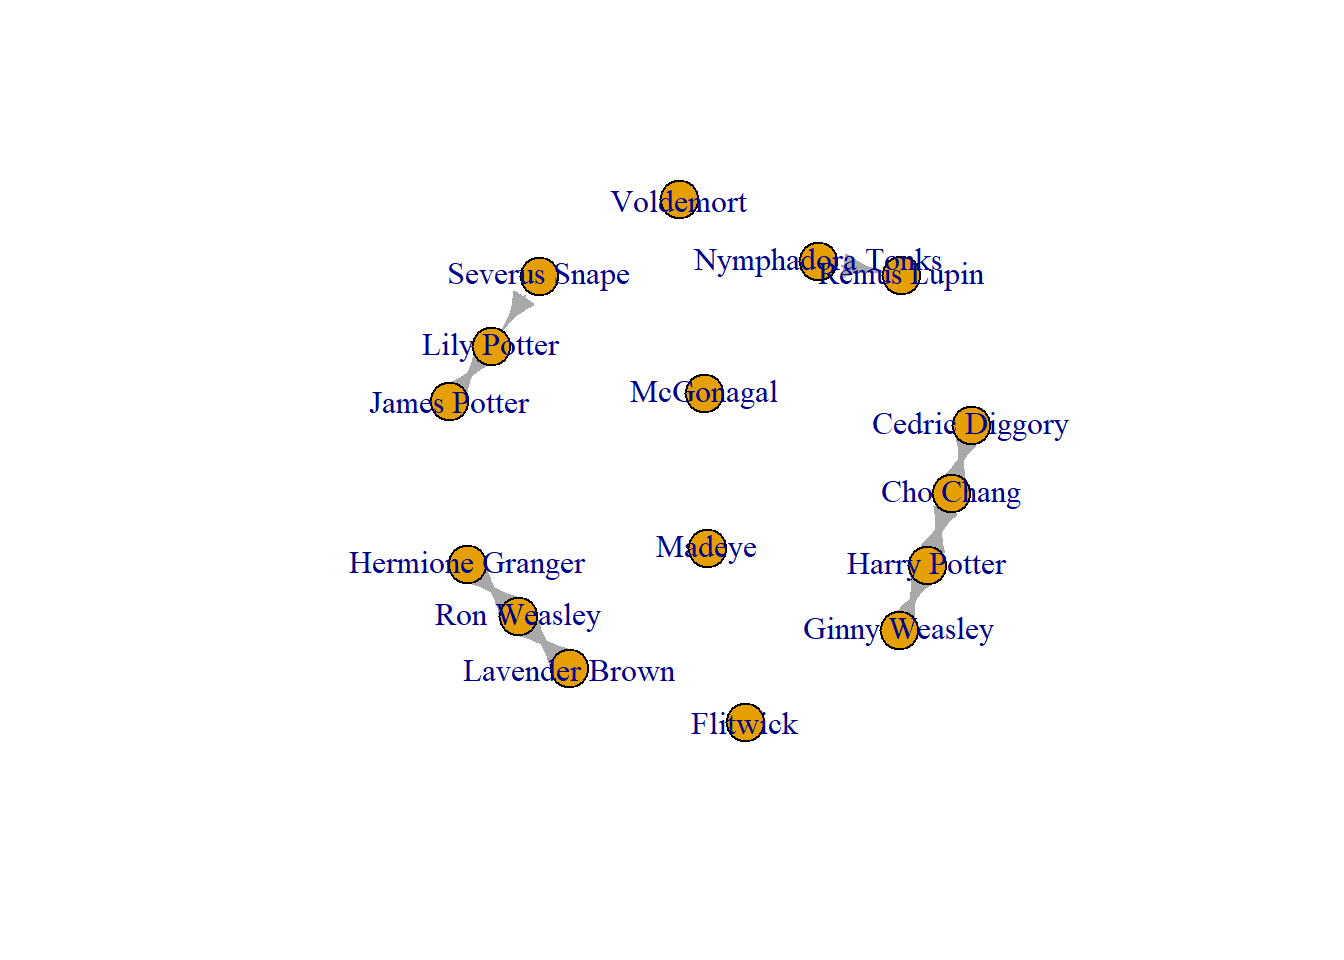 Voldemort
Nymphadora Tonks
Severus Snape
Remus Lupin
Lily Potter
McGonagal
James Potter
Cedric Diggory
Cho Chang
Madeye
Hermione Granger
Harry Potter
Ron Weasley
Ginny Weasley
Lavender Brown
Flitwick